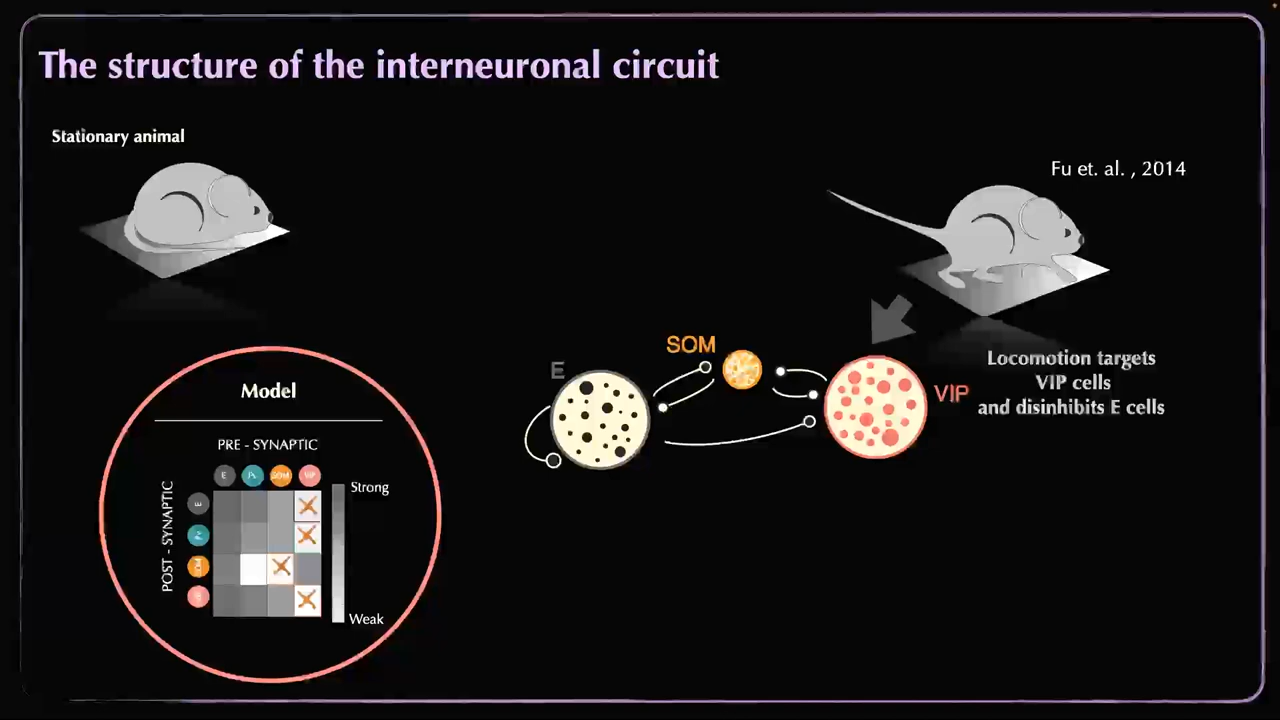 The structure of the interneuronal circuit
Stationary animal
Fu et. al. , 2014
SOM
E
VIP
Locomotion targets
VIP cells
and disinhibits E cells
Model
PRE - SYNAPTIC
E
SOM
VIP
POST - SYNAPTIC
E
Strong
Weak